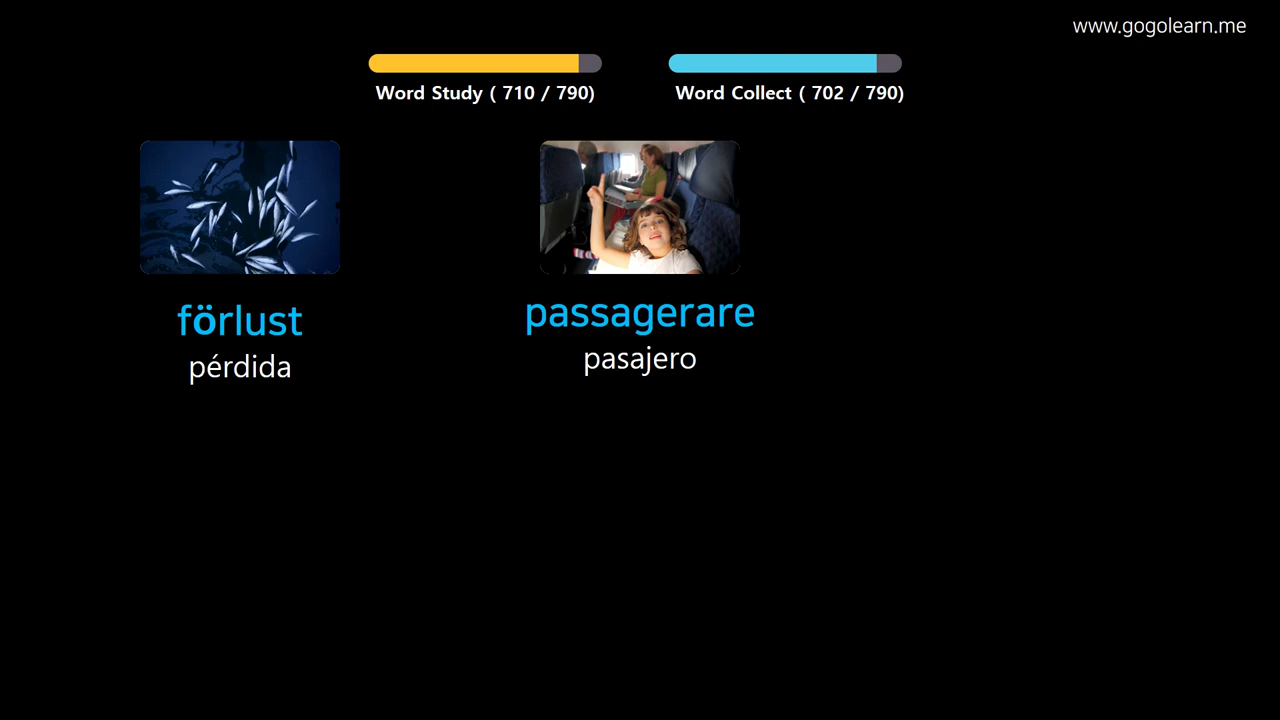 www.gogolearn.me
Word Study ( 710 / 790)
Word Collect ( 702 / 790)
förlust
pérdida
passagerare
pasajero